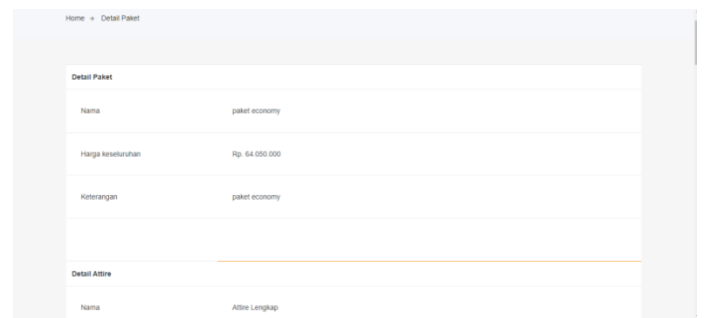 Home → Detail Paket
Detail Paket
Nama paket economy
Harga keseluruhan Rp. 64.050.000
Keterangan paket economy
Detail Attire
Nama Attire Lengkap